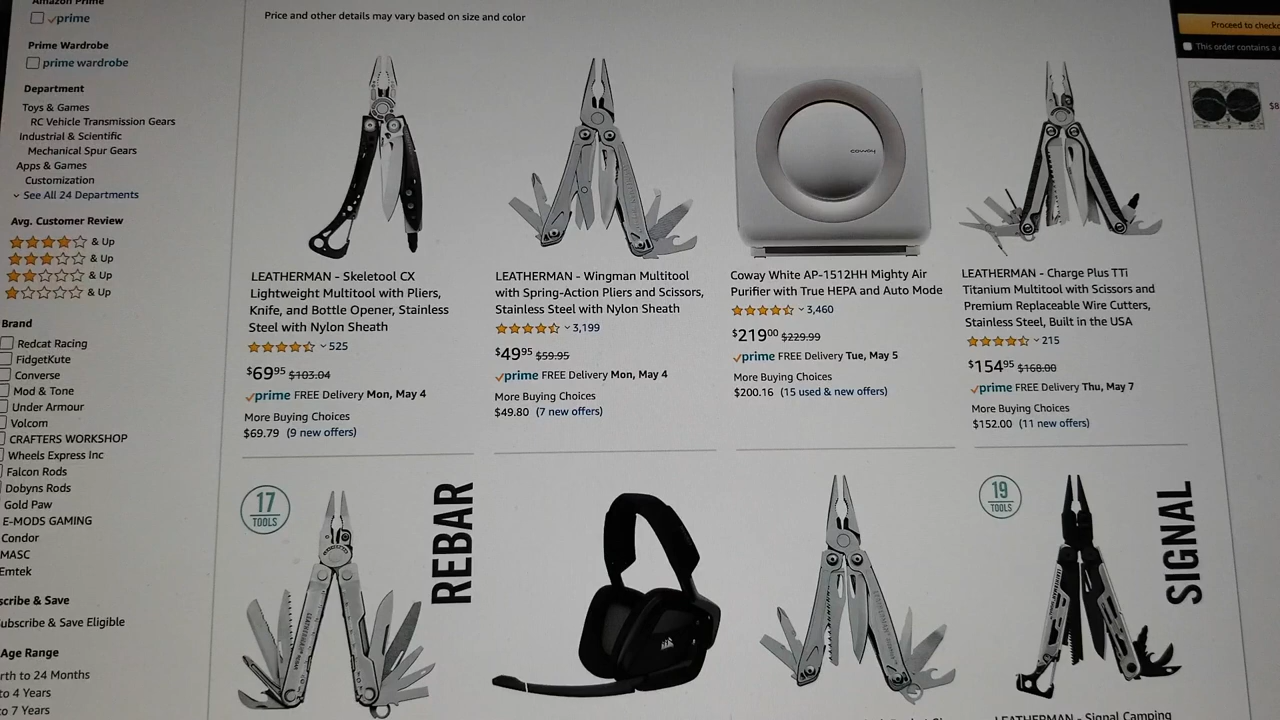 Amazon Prime
prime
Prime Wardrobe
prime wardrobe
Department
Toys & Games
RC Vehicle Transmission Gears
Industrial & Scientific
Mechanical Spur Gears
Apps & Games
Customization
See All 24 Departments
Avg. Customer Review
& Up
& Up
& Up
& Up
Brand
Redcat Racing
FidgetKute
Converse
Mod & Tone
Under Armour
Volcom
CRAFTERS WORKSHOP
Wheels Express Inc
Falcon Rods
Dobyns Rods
Gold Paw
E-MODS GAMING
Condor
MASC
Emtek
scribe & Save
ubscribe & Save Eligible
Age Range
rth to 24 Months
to 4 Years
to 7 Years
Price and other details may vary based on size and color
LEATHERMAN - Skeletool CX
Lightweight Multitool with Pliers,
Knife, and Bottle Opener, Stainless
Steel with Nylon Sheath
525
$69.95 $103.04
prime FREE Delivery Mon, May 4
More Buying Choices
$69.79 (9 new offers)
LEATHERMAN - Wingman Multitool
with Spring-Action Pliers and Scissors,
Stainless Steel with Nylon Sheath
3,199
$49.95 $59.95
prime FREE Delivery Mon, May 4
More Buying Choices
$49.80 (7 new offers)
coway
Coway White AP-1512HH Mighty Air
Purifier with True HEPA and Auto Mode
3,460
$219.00 $229.99
prime FREE Delivery Tue, May 5
More Buying Choices
$200.16 (15 used & new offers)
LEATHERMAN - Charge Plus TTi
Titanium Multitool with Scissors and
Premium Replaceable Wire Cutters,
Stainless Steel, Built in the USA
215
$154.95 $168.00
prime FREE Delivery Thu, May 7
More Buying Choices
$152.00 (11 new offers)
17
TOOLS
REBAR
19
TOOLS
SIGNAL
LEATHERMAN - Signal Camping
Proceed to checko
This order contains a
$8